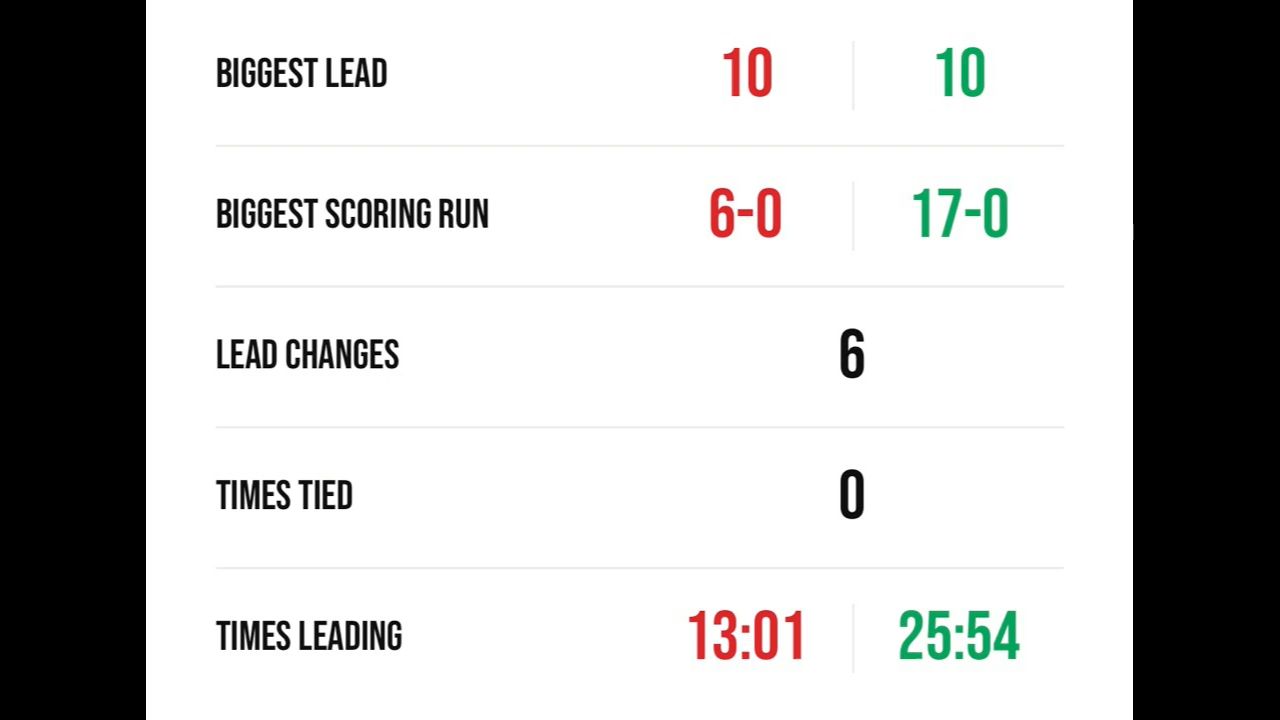 BIGGEST LEAD 10 10
BIGGEST SCORING RUN 6-0 17-0
LEAD CHANGES 6
TIMES TIED 0
TIMES LEADING 13:01 25:54